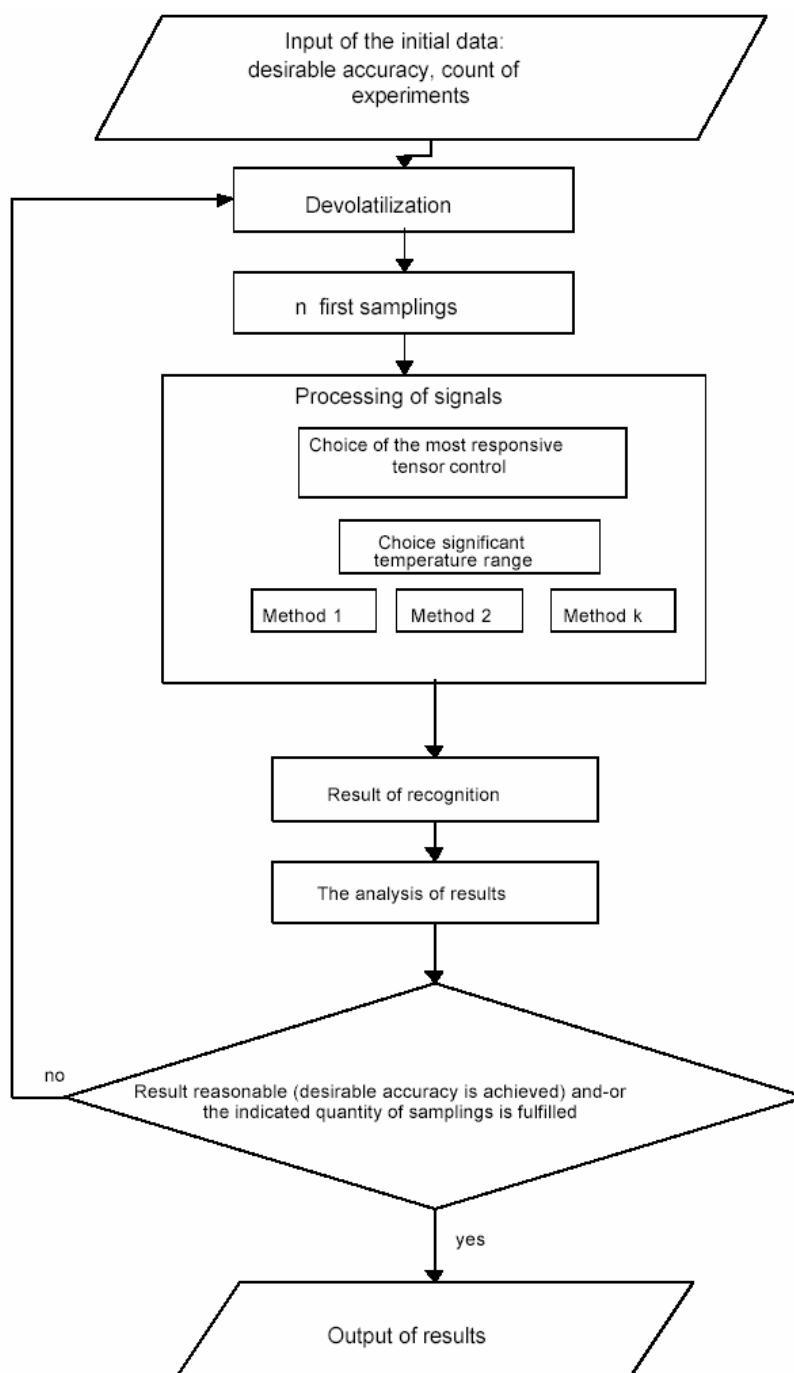 Input of the initial data:
desirable accuracy, count of
experiments
Devolatilization
n first samplings
Processing of signals
Choice of the most responsive
tensor control
Choice significant
temperature range
Method 1
Method 2
Method k
Result of recognition
The analysis of results
no
Result reasonable (desirable accuracy is achieved) and-or
the indicated quantity of samplings is fulfilled
yes
Output of results